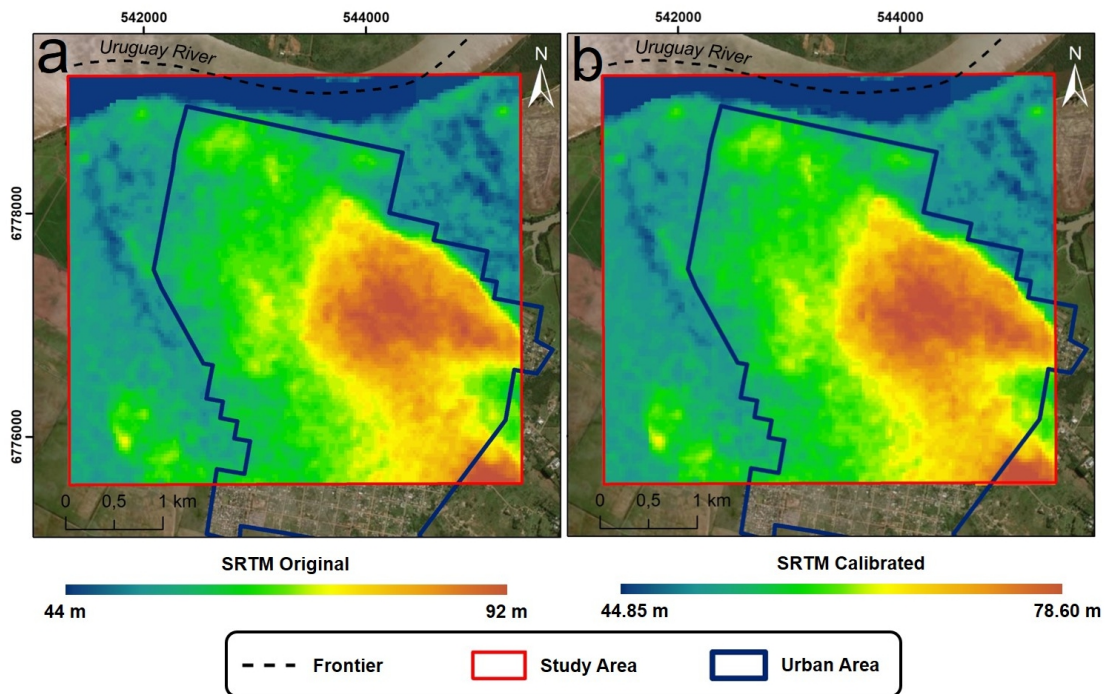 542000 544000 542000 544000
a b
Uruguay River Uruguay River
N N
6778000
6776000
0 0,5 1 km 0 0,5 1 km
SRTM Original SRTM Calibrated
44 m 92 m 44.85 m 78.60 m
Frontier Study Area Urban Area